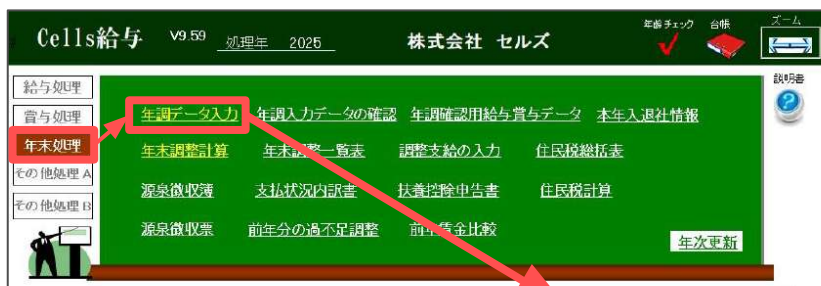 Cells給与 V9.59 処理年 2025 株式会社 セルズ 年齢チェック 台帳 ズーム
説明書
給与処理
賞与処理
年末処理
その他処理 A
その他処理 B
年調データ入力 年調入力データの確認 年調確認用給与賞与データ 本年入退社情報
年末調整計算 年末調整一覧表 調整支給の入力 住民税総括表
源泉徴収簿 支払状況内訳書 扶養控除申告書 住民税計算
源泉徴収票 前年分の過不足調整 前年賃金比較
年次更新